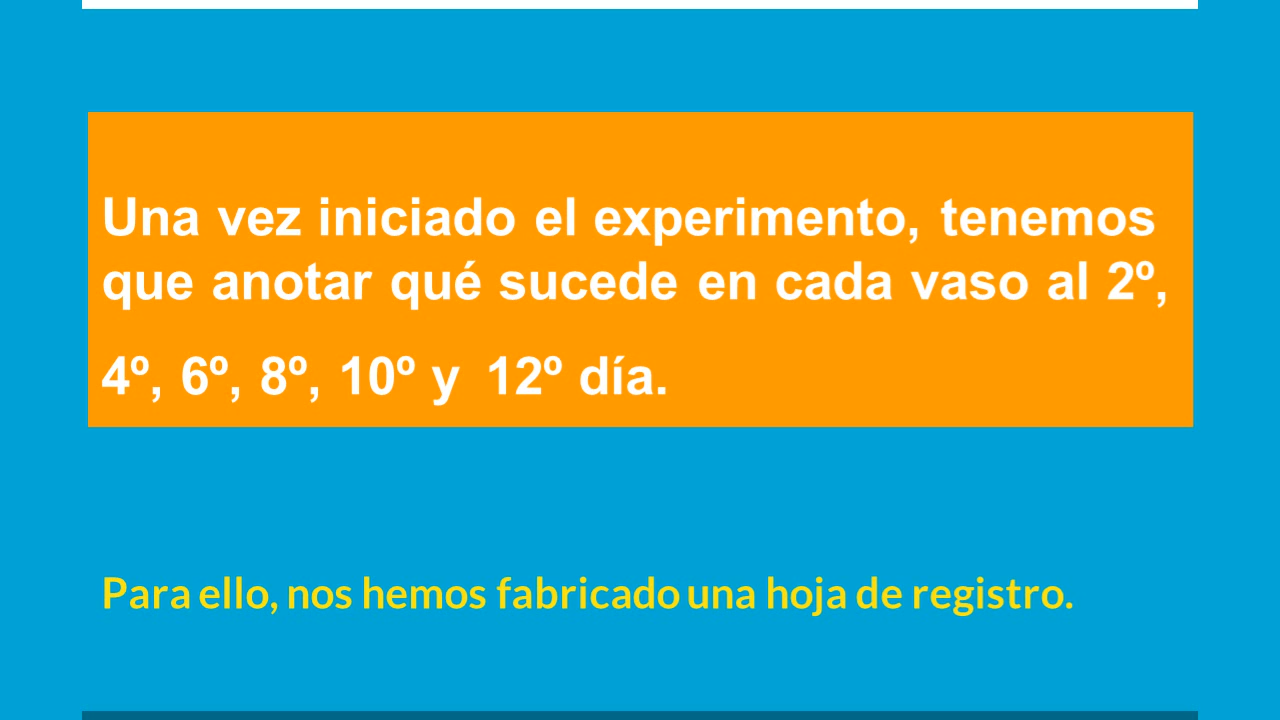 Una vez iniciado el experimento, tenemos
que anotar qué sucede en cada vaso al 2º,
4º, 6º, 8º, 10º y 12º día.
Para ello, nos hemos fabricado una hoja de registro.